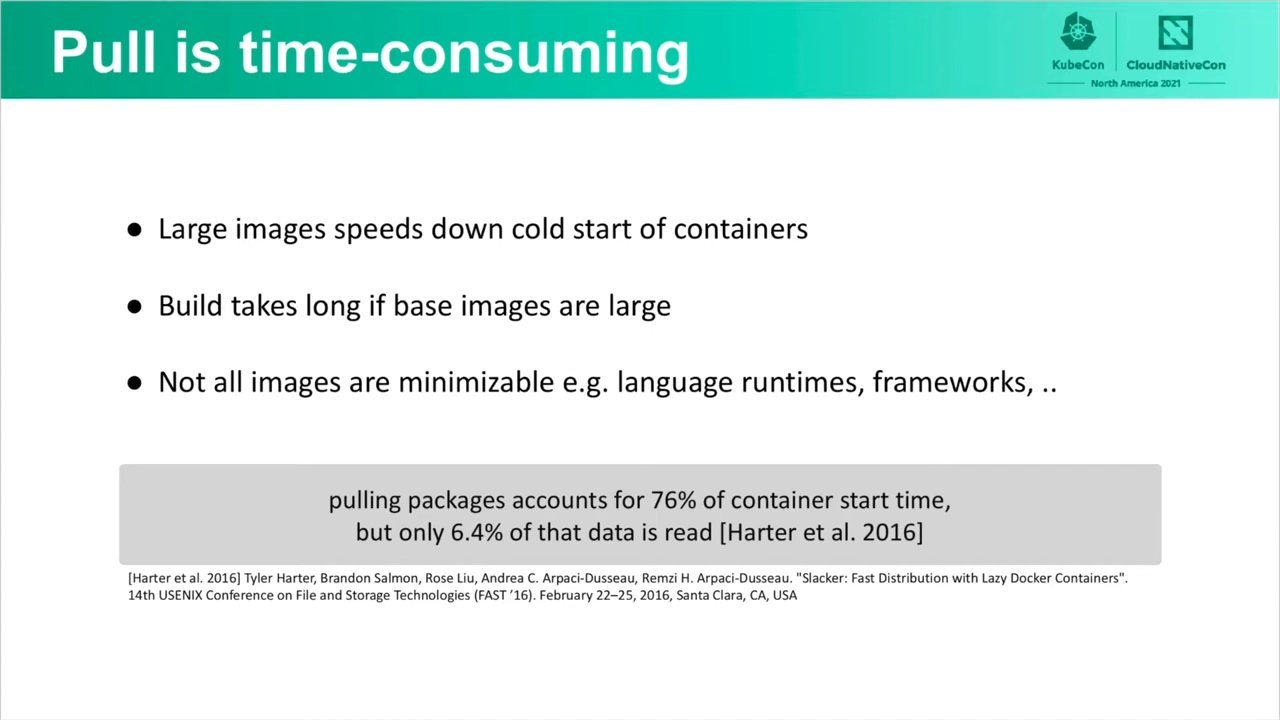 Pull is time-consuming
KubeCon
CloudNativeCon
North America 2021
● Large images speeds down cold start of containers
● Build takes long if base images are large
● Not all images are minimizable e.g. language runtimes, frameworks, ..
pulling packages accounts for 76% of container start time,
but only 6.4% of that data is read [Harter et al. 2016]
[Harter et al. 2016] Tyler Harter, Brandon Salmon, Rose Liu, Andrea C. Arpaci-Dusseau, Remzi H. Arpaci-Dusseau. "Slacker: Fast Distribution with Lazy Docker Containers".
14th USENIX Conference on File and Storage Technologies (FAST ’16). February 22–25, 2016, Santa Clara, CA, USA